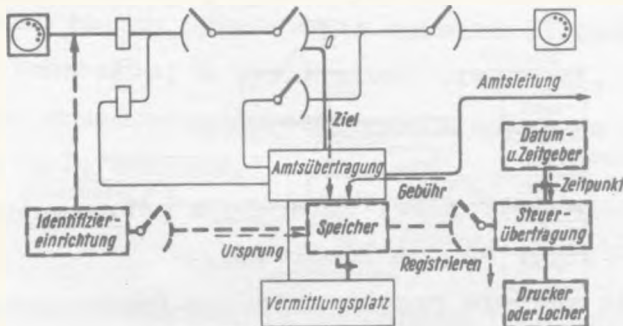 0
Amtsleitung
Ziel
Datum-
u.Zeitgeber
Amtsübertragung
Gebühr
Zeitpunkt
Identifizier-
einrichtung
Ursprung
Speicher
Steuer-
übertragung
Registrieren
Vermittlungsplatz
Drucker
oder Locher